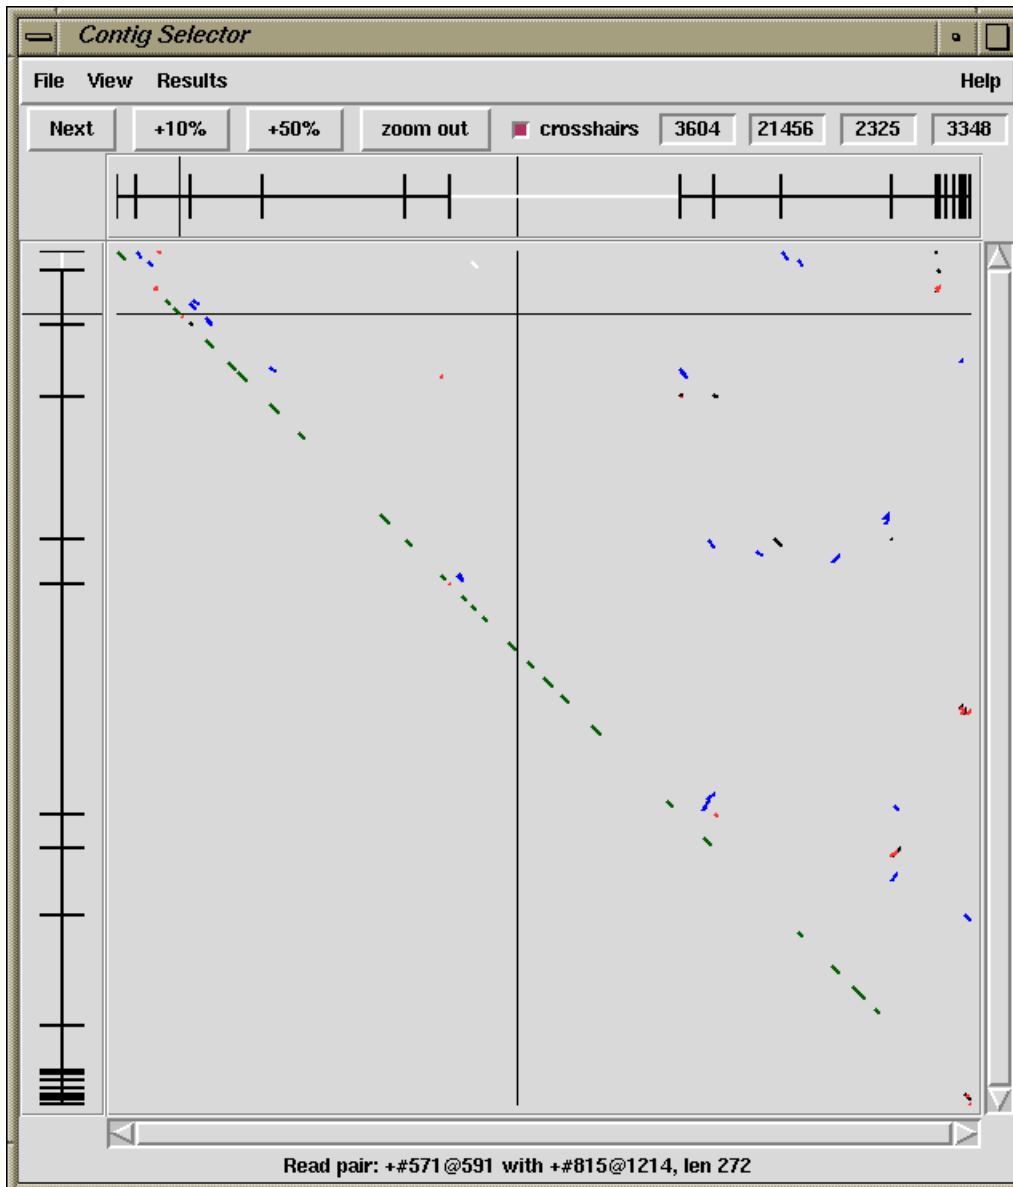 Contig Selector
File View Results Help
Next +10% +50% zoom out crosshairs 3604 21456 2325 3348
Read pair: +#571@591 with +#815@1214, len 272